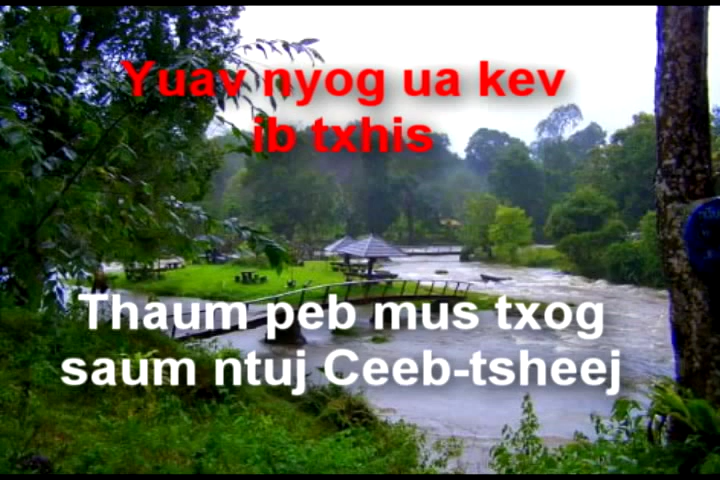 Yuav nyog ua kev
ib txhis
Thaum peb mus txog
saum ntuj Ceeb-tsheej